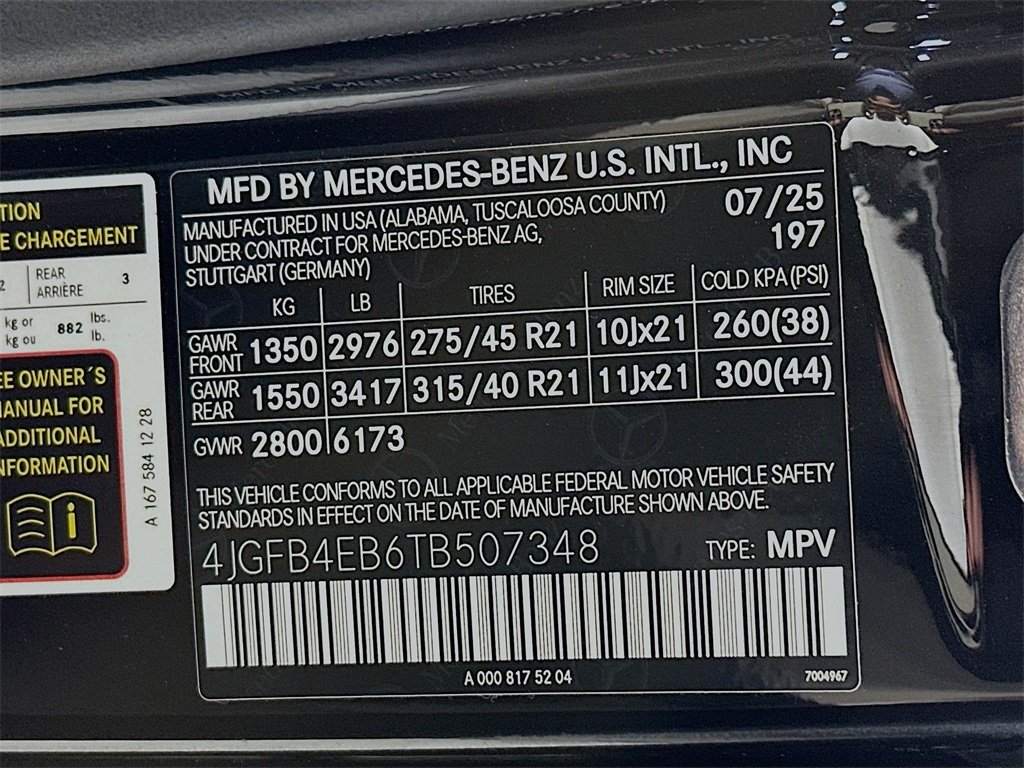 TION
E CHARGEMENT
2 REAR ARRIÈRE 3
kg or 882 lbs.
kg ou lb.
EE OWNER´S
MANUAL FOR
ADDITIONAL
NFORMATION
i
A 167 584 12 28
MFD BY MERCEDES-BENZ U.S. INTL., INC
MANUFACTURED IN USA (ALABAMA, TUSCALOOSA COUNTY) 07/25
UNDER CONTRACT FOR MERCEDES-BENZ AG, 197
STUTTGART (GERMANY)
KG LB TIRES RIM SIZE COLD KPA (PSI)
GAWR FRONT 1350 2976 275/45 R21 10Jx21 260(38)
GAWR REAR 1550 3417 315/40 R21 11Jx21 300(44)
GVWR 2800 6173
THIS VEHICLE CONFORMS TO ALL APPLICABLE FEDERAL MOTOR VEHICLE SAFETY
STANDARDS IN EFFECT ON THE DATE OF MANUFACTURE SHOWN ABOVE.
4JGFB4EB6TB507348 TYPE: MPV
A 000 817 52 04 7004967